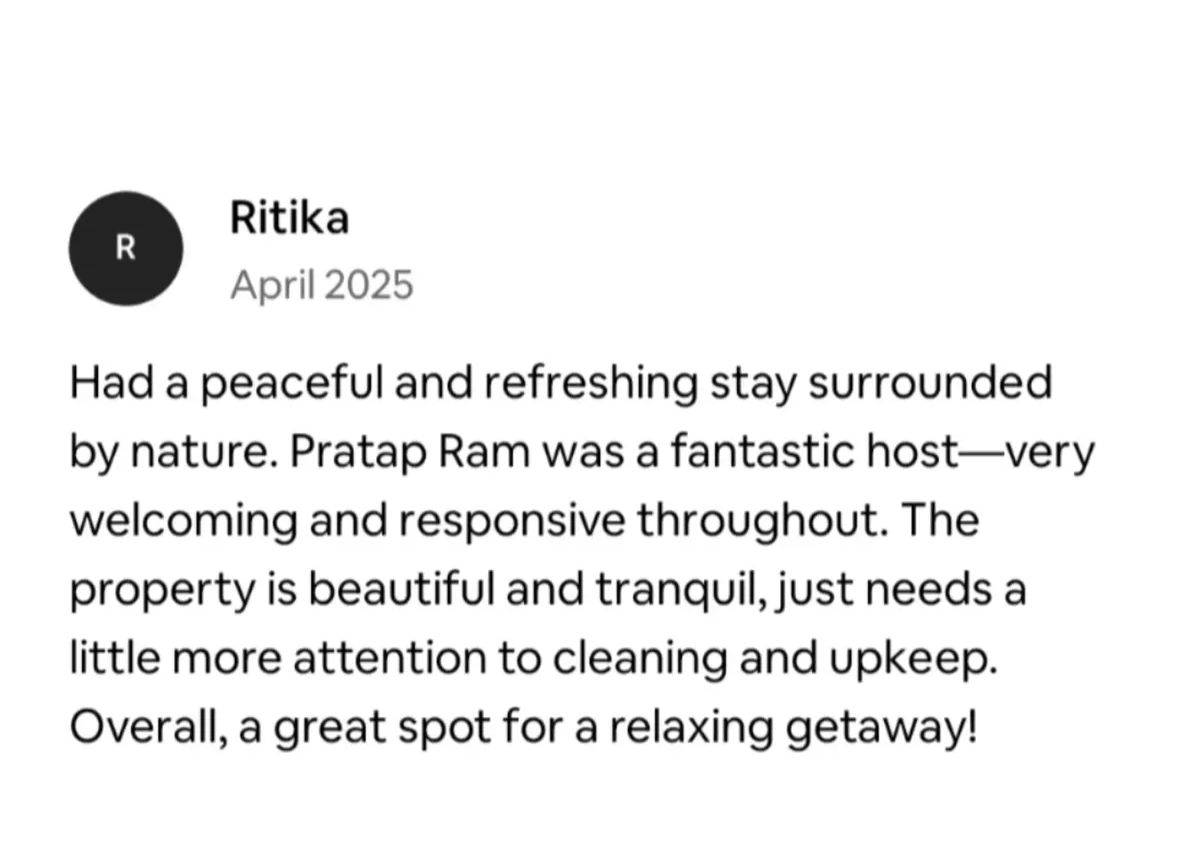 R
Ritika
April 2025
Had a peaceful and refreshing stay surrounded
by nature. Pratap Ram was a fantastic host—very
welcoming and responsive throughout. The
property is beautiful and tranquil, just needs a
little more attention to cleaning and upkeep.
Overall, a great spot for a relaxing getaway!